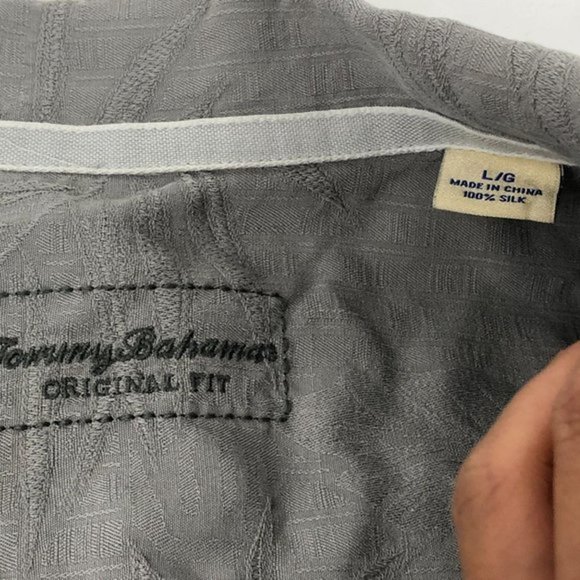 L/G
MADE IN CHINA
100% SILK
Tommy Bahama®
ORIGINAL FIT